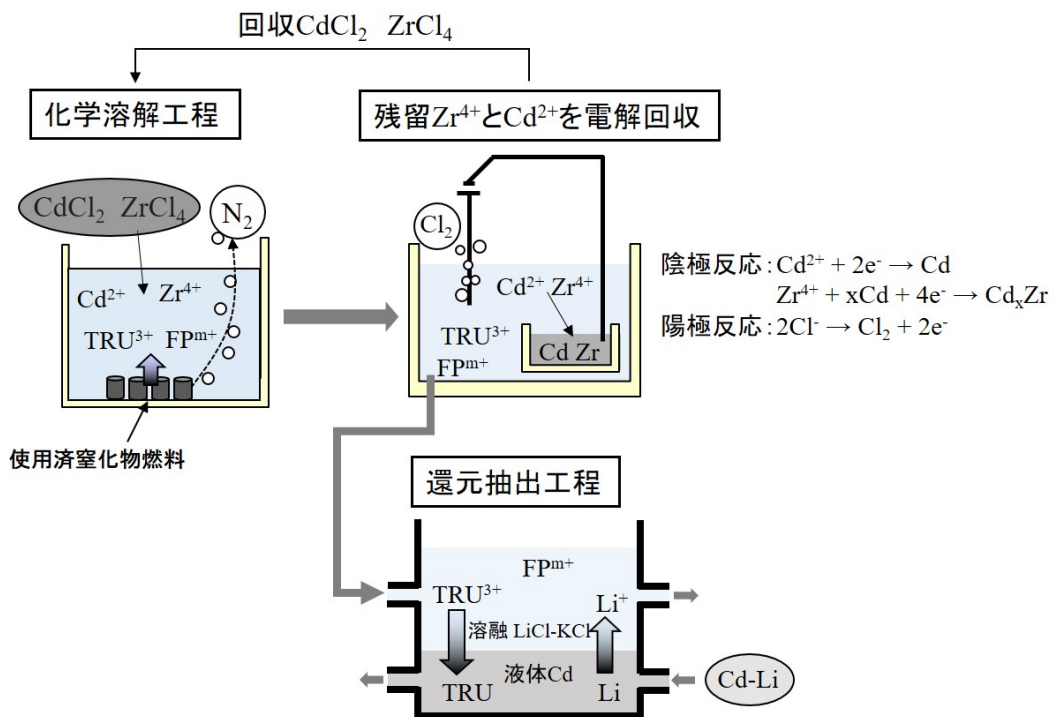 回収CdCl₂ ZrCl₄
化学溶解工程
残留Zr⁴⁺とCd²⁺を電解回収
CdCl₂ ZrCl₄
N₂
Cd²⁺ Zr⁴⁺
TRU³⁺ FPᵐ⁺
使用済窒化物燃料
Cl₂
Cd²⁺ Zr⁴⁺
TRU³⁺
FPᵐ⁺
Cd Zr
陰極反応：Cd²⁺ + 2e⁻ → Cd
Zr⁴⁺ + xCd + 4e⁻ → CdₓZr
陽極反応：2Cl⁻ → Cl₂ + 2e⁻
還元抽出工程
FPᵐ⁺
TRU³⁺
Li⁺
溶融 LiCl-KCl
液体Cd
TRU
Li
Cd-Li